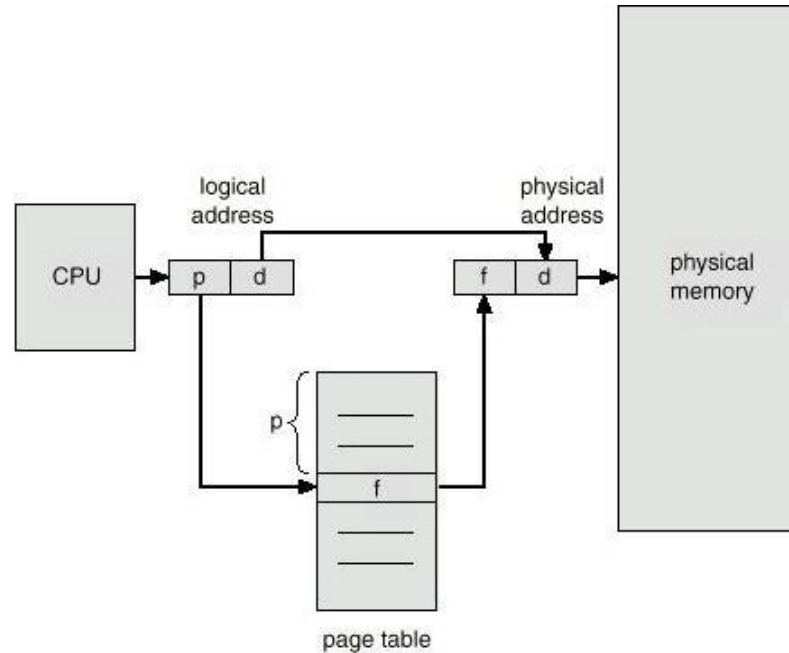 logical
address
physical
address
CPU
p d
f d
physical
memory
p
f
page table